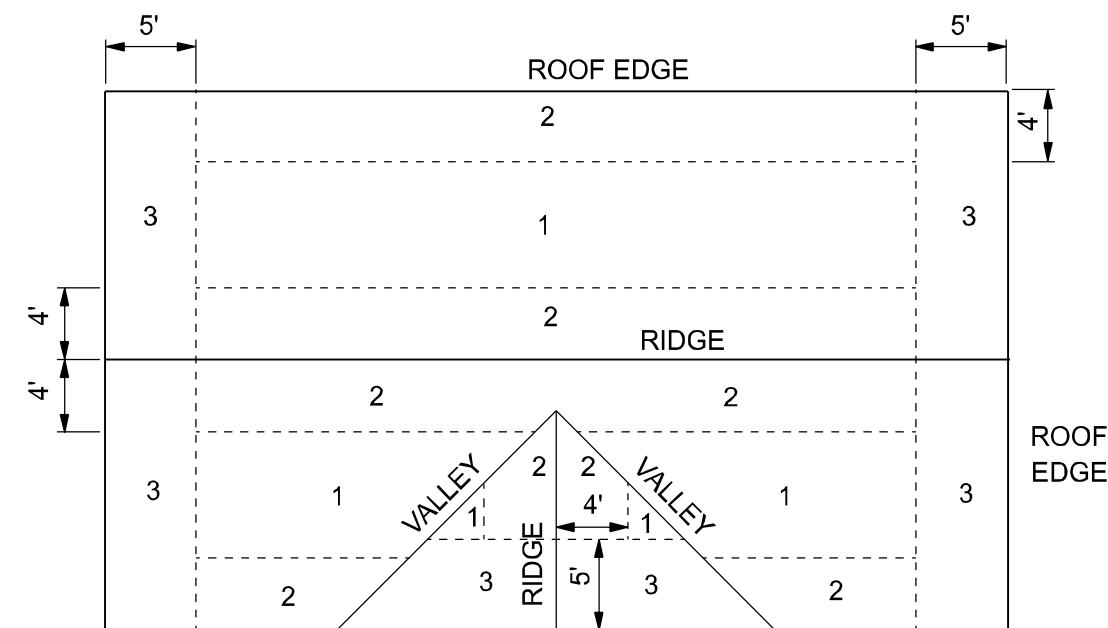 5' 5'
ROOF EDGE
2
4'
3 1 3
4' 2
RIDGE
4' 2 2
ROOF
EDGE
VALLEY 2 2 VALLEY
3 1 1 3
4'
1 1
RIDGE
3 5' 3
2 2